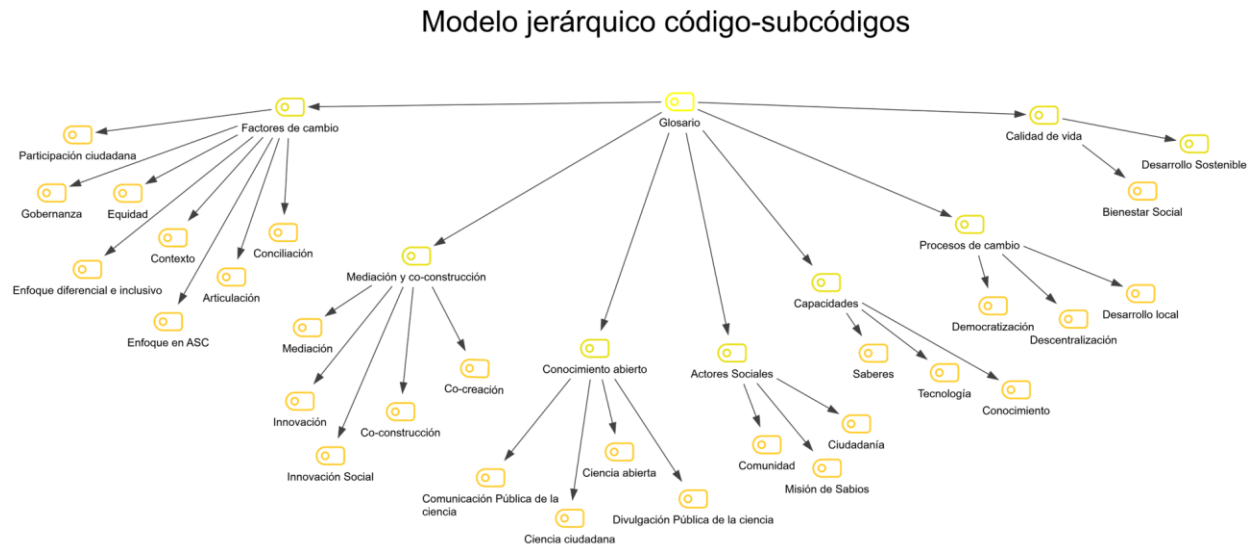 Modelo jerárquico código-subcódigos
Glosario
Factores de cambio
Calidad de vida
Participación ciudadana
Desarrollo Sostenible
Gobernanza
Equidad
Bienestar Social
Contexto
Conciliación
Procesos de cambio
Enfoque diferencial e inclusivo
Articulación
Mediación y co-construcción
Capacidades
Desarrollo local
Democratización
Descentralización
Enfoque en ASC
Mediación
Conocimiento abierto
Actores Sociales
Saberes
Co-creación
Tecnología
Conocimiento
Innovación
Co-construcción
Ciudadanía
Innovación Social
Ciencia abierta
Comunidad
Misión de Sabios
Comunicación Pública de la
ciencia
Divulgación Pública de la ciencia
Ciencia ciudadana